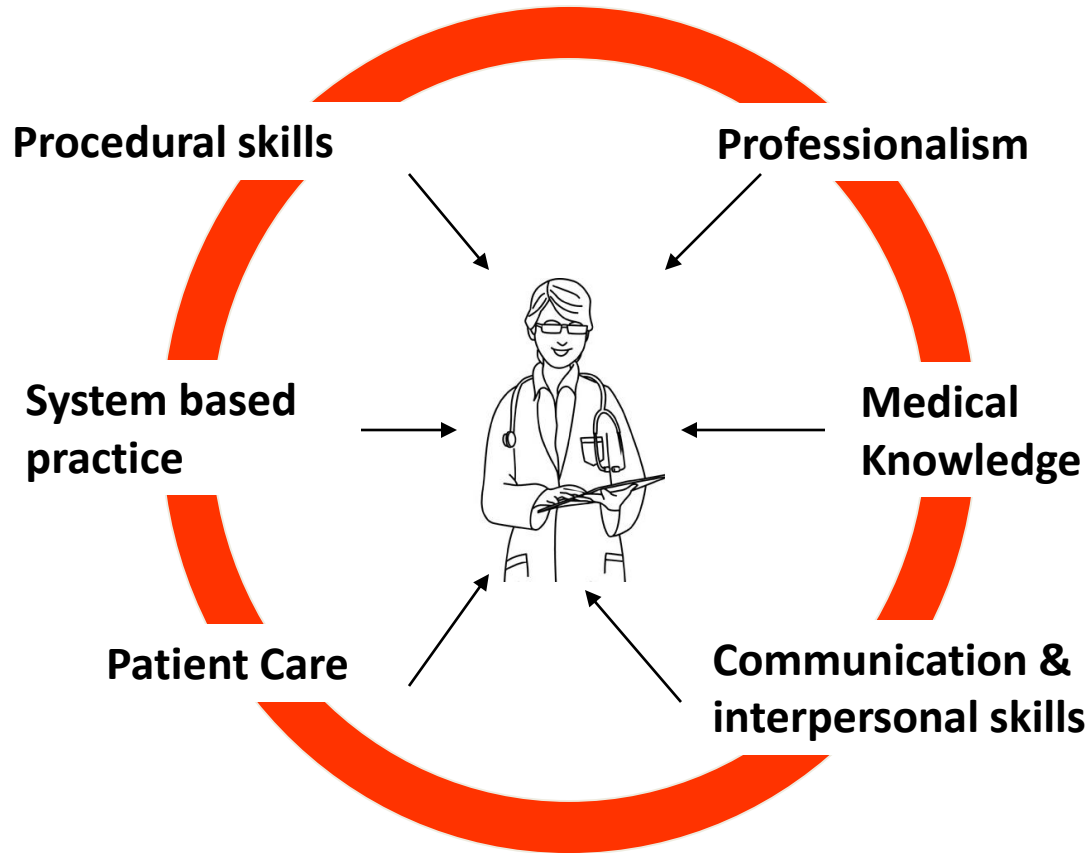 Procedural skills
Professionalism
System based
practice
Medical
Knowledge
Patient Care
Communication &
interpersonal skills